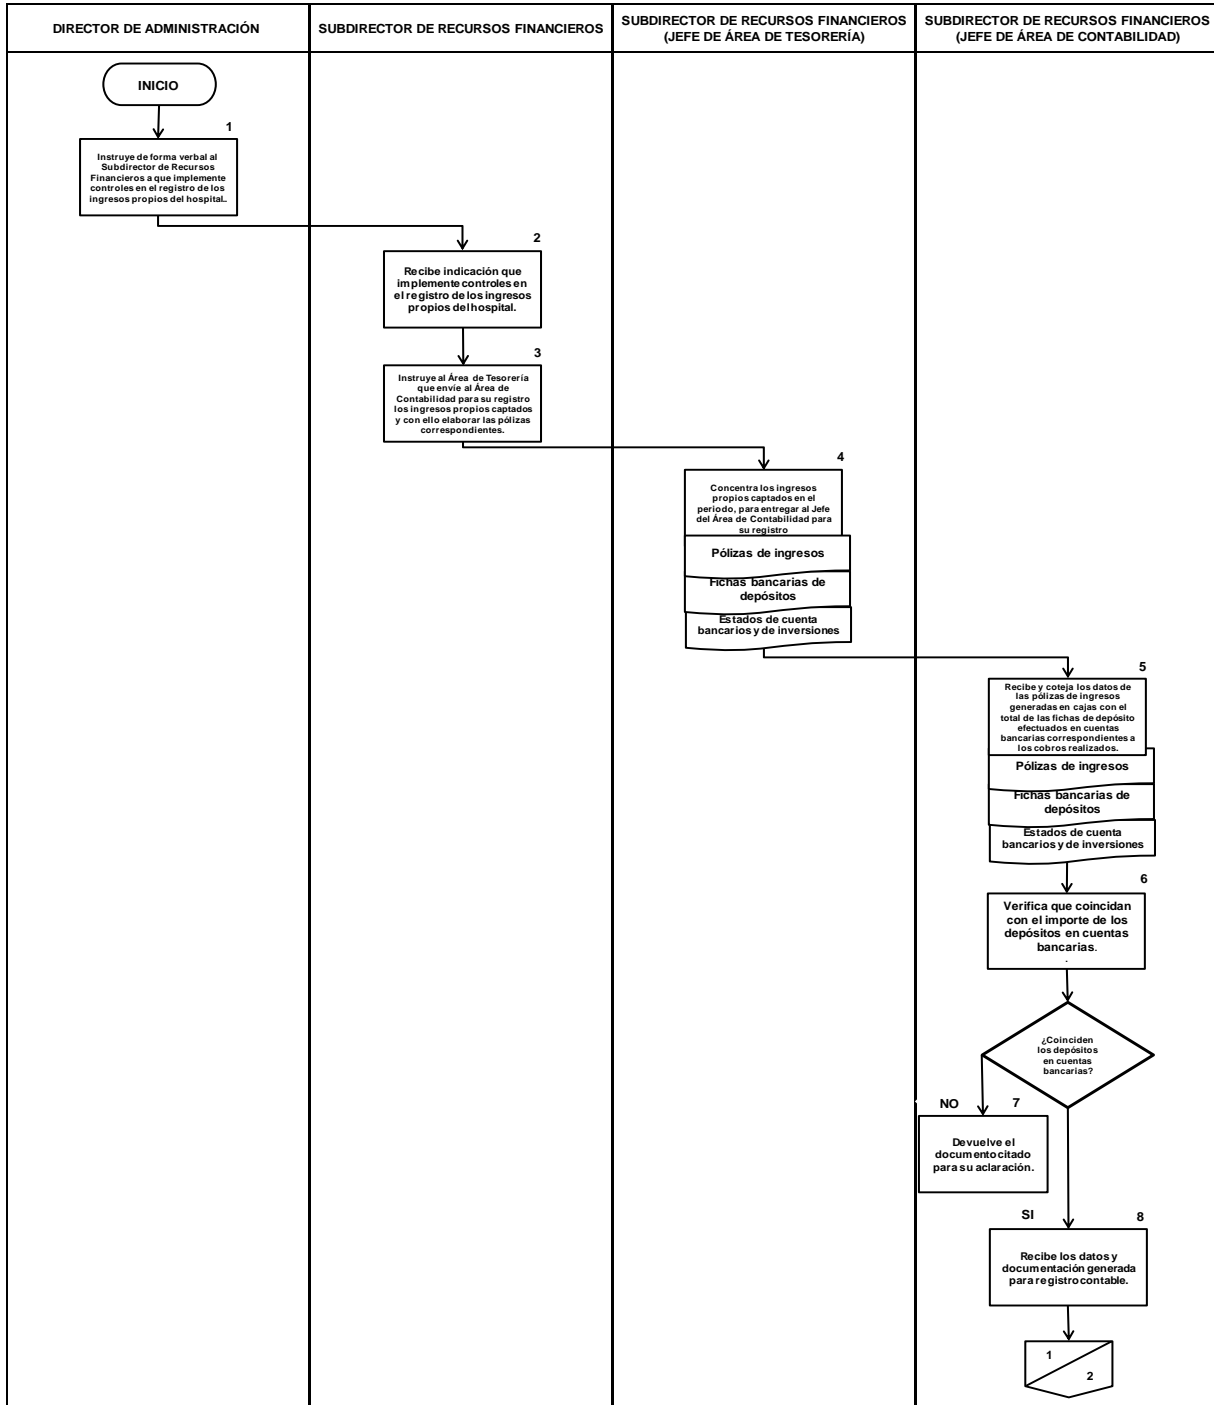 DIRECTOR DE ADMINISTRACIÓN
SUBDIRECTOR DE RECURSOS FINANCIEROS
SUBDIRECTOR DE RECURSOS FINANCIEROS
(JEFE DE ÁREA DE TESORERÍA)
SUBDIRECTOR DE RECURSOS FINANCIEROS
(JEFE DE ÁREA DE CONTABILIDAD)
INICIO
1
Instruye de forma verbal al
Subdirector de Recursos
Financieros a que implemente
controles en el registro de los
ingresos propios del hospital..
2
Recibe indicación que
implemente controles en
el registro de los ingresos
propios del hospital.
3
Instruye al Área de Tesorería
que envíe al Área de
Contabilidad para su registro
los ingresos propios captados
y con ello elaborar las pólizas
correspondientes.
4
Concentra los ingresos
propios captados en el
período, para entregar al Jefe
del Área de Contabilidad para
su registro
Pólizas de ingresos
Fichas bancarias de
depósitos
Estados de cuenta
bancarios y de inversiones
5
Recibe y coteja los datos de
las pólizas de ingresos
generadas en cajas con el
total de las fichas de depósito
efectuados en cuentas
bancarias correspondientes a
los cobros realizados.
Pólizas de ingresos
Fichas bancarias de
depósitos
Estados de cuenta
bancarios y de inversiones
6
Verifica que coincidan
con el importe de los
depósitos en cuentas
bancarias.
.
¿Coinciden
los depósitos
en cuentas
bancarias?
NO
7
Devuelve el
documento citado
para su aclaración.
SI
8
Recibe los datos y
documentación generada
para registro contable.
1
2